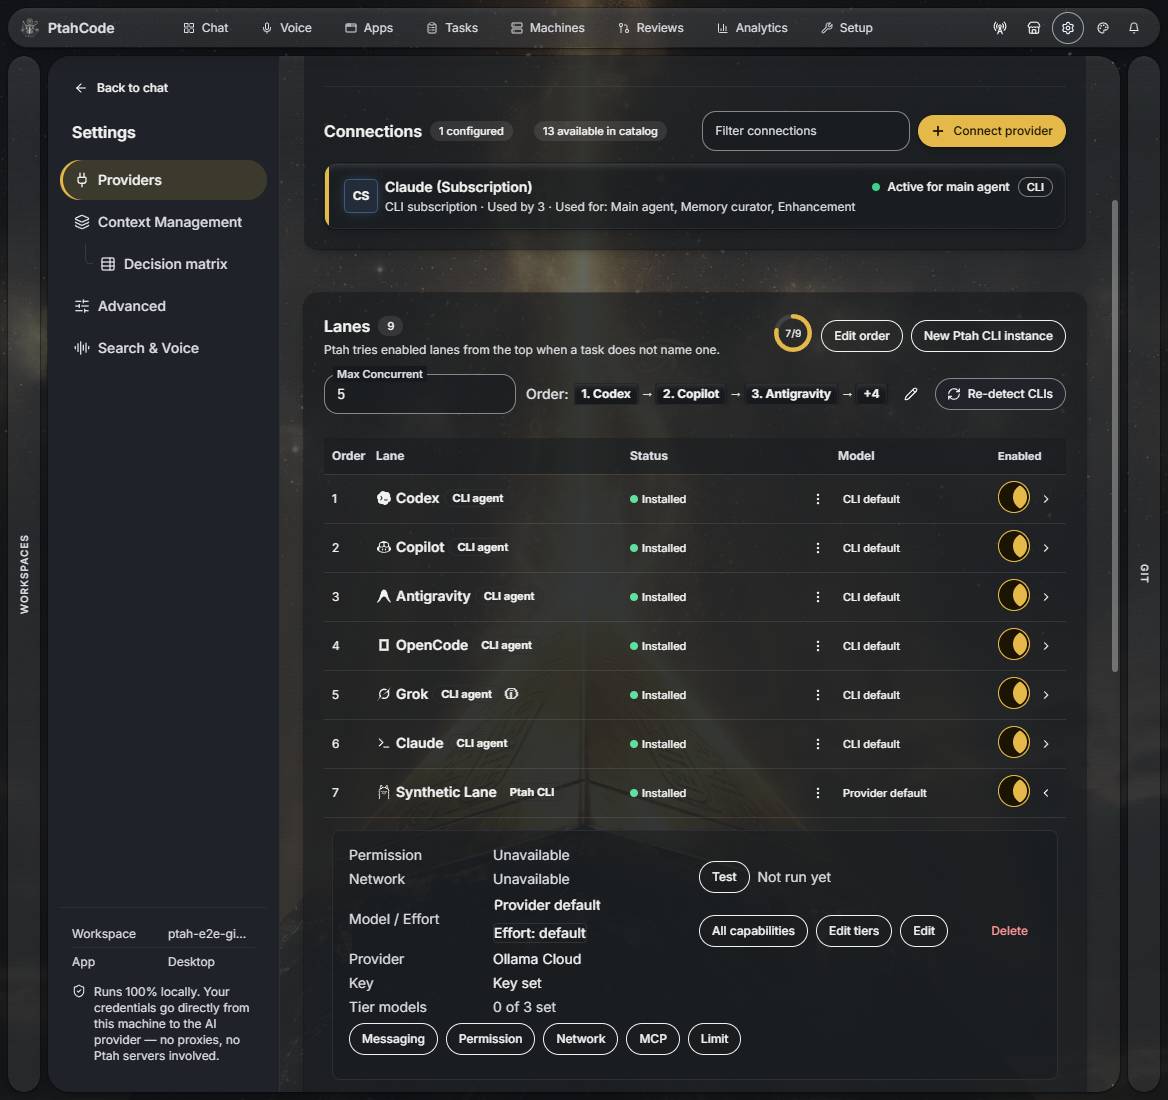 PtahCode
Chat
Voice
Apps
Tasks
Machines
Reviews
Analytics
Setup
WORKSPACES
Back to chat
Settings
Providers
Context Management
Decision matrix
Advanced
Search & Voice
Workspace ptah-e2e-gi...
App Desktop
Runs 100% locally. Your
credentials go directly from
this machine to the AI
provider — no proxies, no
Ptah servers involved.
Connections 1 configured 13 available in catalog
Filter connections
Connect provider
CS
Claude (Subscription)
Active for main agent CLI
CLI subscription · Used by 3 · Used for: Main agent, Memory curator, Enhancement
Lanes 9
Ptah tries enabled lanes from the top when a task does not name one.
7/9
Edit order
New Ptah CLI instance
Max Concurrent
5
Order: 1. Codex → 2. Copilot → 3. Antigravity → +4
Re-detect CLIs
Order Lane Status Model Enabled
1 Codex CLI agent Installed CLI default
2 Copilot CLI agent Installed CLI default
3 Antigravity CLI agent Installed CLI default
4 OpenCode CLI agent Installed CLI default
5 Grok CLI agent Installed CLI default
6 Claude CLI agent Installed CLI default
7 Synthetic Lane Ptah CLI Installed Provider default
Permission Unavailable
Network Unavailable
Model / Effort Provider default
Effort: default
Provider Ollama Cloud
Key Key set
Tier models 0 of 3 set
Test Not run yet
All capabilities Edit tiers Edit Delete
Messaging Permission Network MCP Limit
GIT